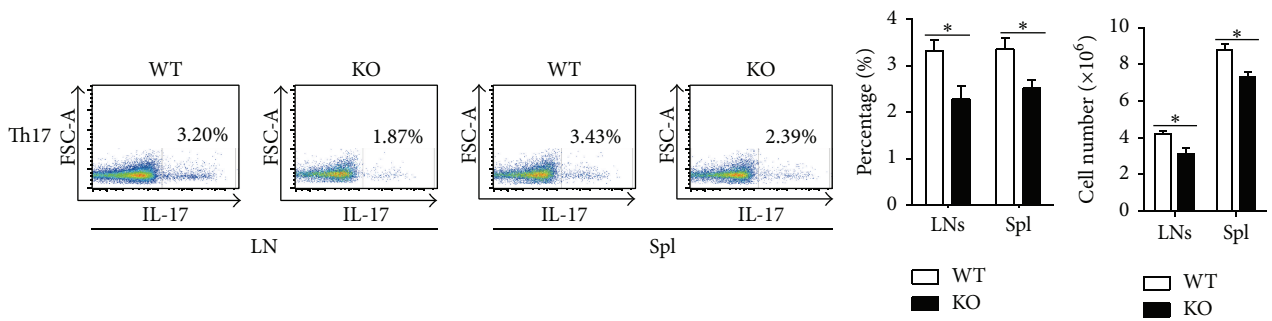 WT
KO
WT
KO
Th17
FSC-A
3.20%
FSC-A
1.87%
FSC-A
3.43%
FSC-A
2.39%
IL-17
IL-17
IL-17
IL-17
LN
Spl
Percentage (%)
4
3
2
1
0
*
*
LNs
Spl
WT
KO
Cell number (×10⁶)
10
8
6
4
2
0
*
*
LNs
Spl
WT
KO